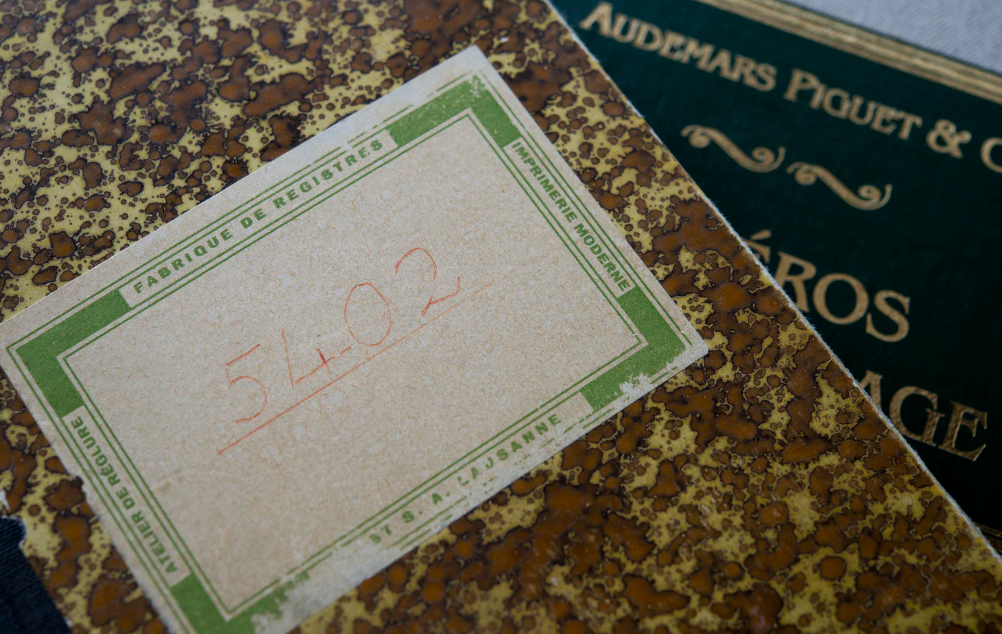 FABRIQUE DE REGISTRES
IMPRIMERIE MODERNE
5402
ATELIER DE RÉGLURE
ST S. A. LAUSANNE
AUDEMARS PIGUET & C
ÉROS
AGE